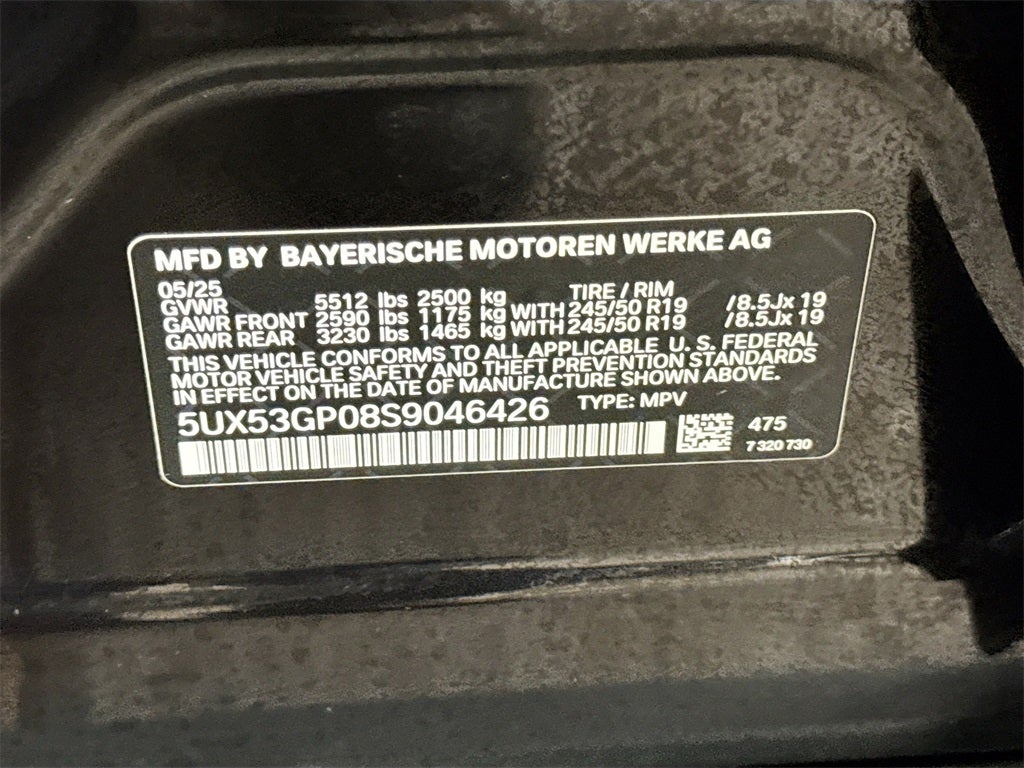 MFD BY BAYERISCHE MOTOREN WERKE AG
05/25 TIRE / RIM
GVWR 5512 lbs 2500 kg
GAWR FRONT 2590 lbs 1175 kg WITH 245/50 R19 /8.5Jx 19
GAWR REAR 3230 lbs 1465 kg WITH 245/50 R19 /8.5Jx 19
THIS VEHICLE CONFORMS TO ALL APPLICABLE U. S. FEDERAL
MOTOR VEHICLE SAFETY AND THEFT PREVENTION STANDARDS
IN EFFECT ON THE DATE OF MANUFACTURE SHOWN ABOVE.
5UX53GP08S9046426 TYPE: MPV
475
7 320 730